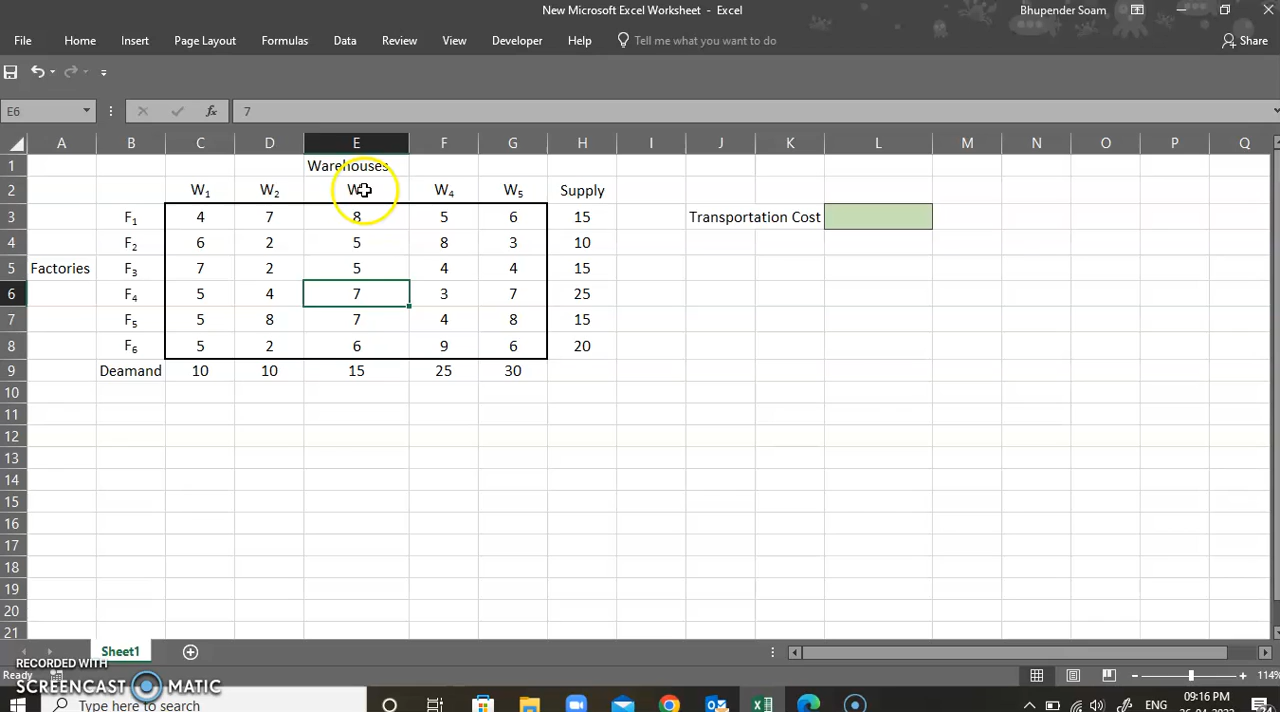 New Microsoft Excel Worksheet - Excel
Bhupender Soam
File Home Insert Page Layout Formulas Data Review View Developer Help Tell me what you want to do Share
E6 fx 7
A B C D E F G H I J K L M N O P Q
1 Warehouses
2 W1 W2 W W4 W5 Supply
3 F1 4 7 8 5 6 15 Transportation Cost
4 F2 6 2 5 8 3 10
5 Factories F3 7 2 5 4 4 15
6 F4 5 4 7 3 7 25
7 F5 5 8 7 4 8 15
8 F6 5 2 6 9 6 20
9 Deamand 10 10 15 25 30
10
11
12
13
14
15
16
17
18
19
20
21
Sheet1
Ready
114%
RECORDED WITH
SCREENCAST MATIC
Type here to search
ENG
09:16 PM